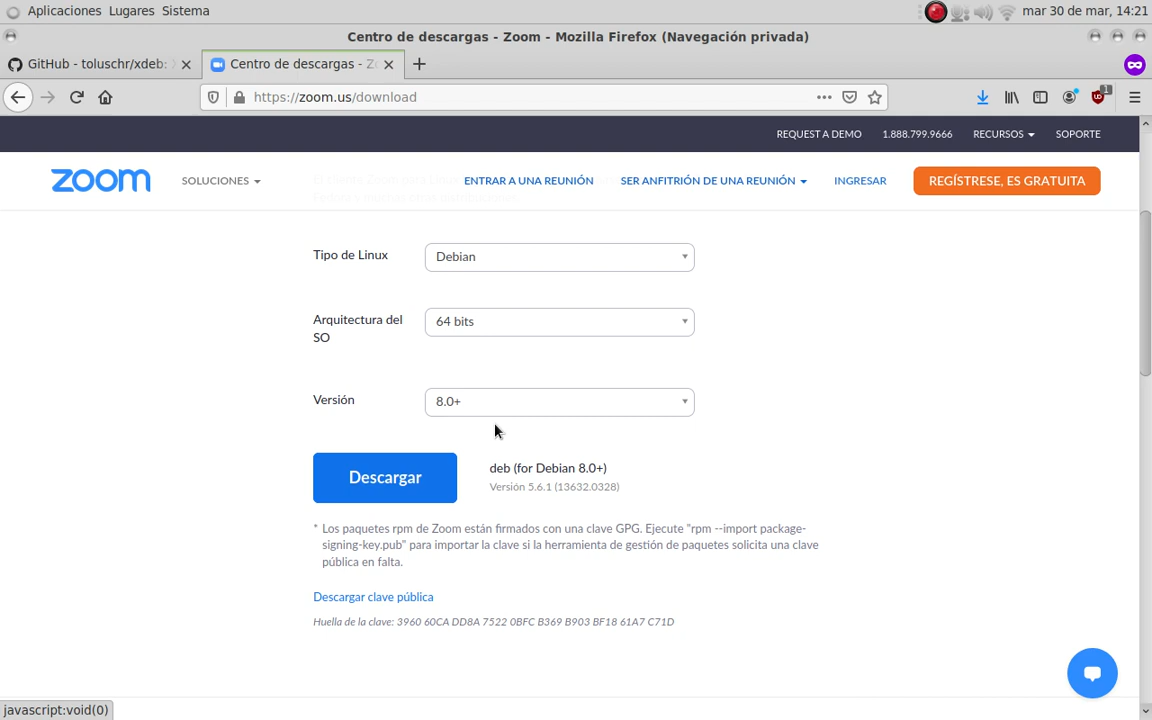 Aplicaciones Lugares Sistema
mar 30 de mar, 14:21
Centro de descargas - Zoom - Mozilla Firefox (Navegación privada)
GitHub - toluschr/xdeb:
Centro de descargas - Zo
https://zoom.us/download
1
REQUEST A DEMO 1.888.799.9666 RECURSOS SOPORTE
zoom SOLUCIONES ENTRAR A UNA REUNIÓN SER ANFITRIÓN DE UNA REUNIÓN INGRESAR REGÍSTRESE, ES GRATUITA
Tipo de Linux Debian
Arquitectura del 64 bits
SO
Versión 8.0+
Descargar
deb (for Debian 8.0+)
Versión 5.6.1 (13632.0328)
* Los paquetes rpm de Zoom están firmados con una clave GPG. Ejecute "rpm --import package-
signing-key.pub" para importar la clave si la herramienta de gestión de paquetes solicita una clave
pública en falta.
Descargar clave pública
Huella de la clave: 3960 60CA DD8A 7522 0BFC B369 B903 BF18 61A7 C71D
javascript:void(0)